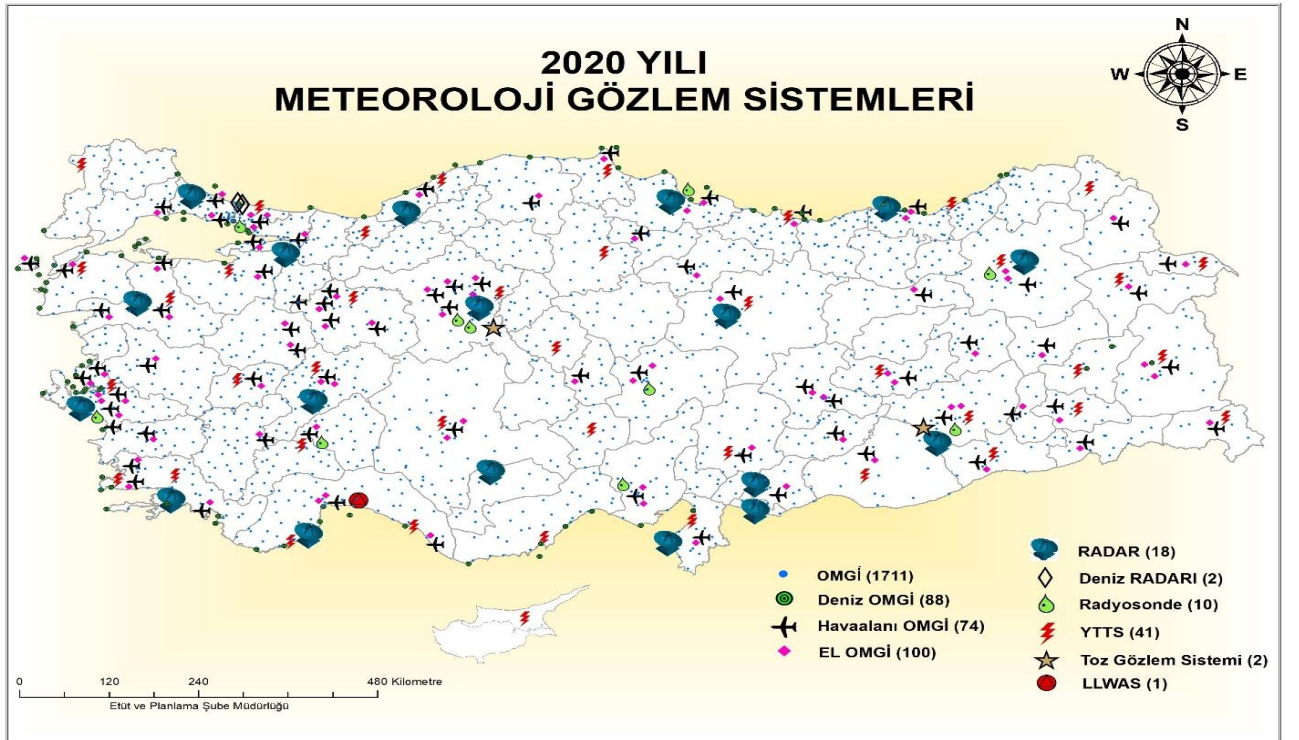 2020 YILI
METEOROLOJİ GÖZLEM SİSTEMLERİ
N
W
E
S
OMGİ (1711)
Deniz OMGİ (88)
Havaalanı OMGİ (74)
EL OMGİ (100)
RADAR (18)
Deniz RADARI (2)
Radyosonde (10)
YTTS (41)
Toz Gözlem Sistemi (2)
LLWAS (1)
0 120 240 480 Kilometre
Etüt ve Planlama Şube Müdürlüğü